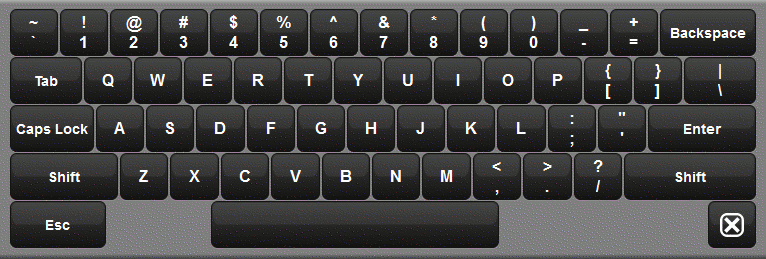 ~ ! @ # $ % ^ & * ( ) _ +
` 1 2 3 4 5 6 7 8 9 0 - = Backspace
Tab Q W E R T Y U I O P { } |
[ ] \
Caps Lock A S D F G H J K L : " Enter
; '
Shift Z X C V B N M < > ? Shift
, . /
Esc